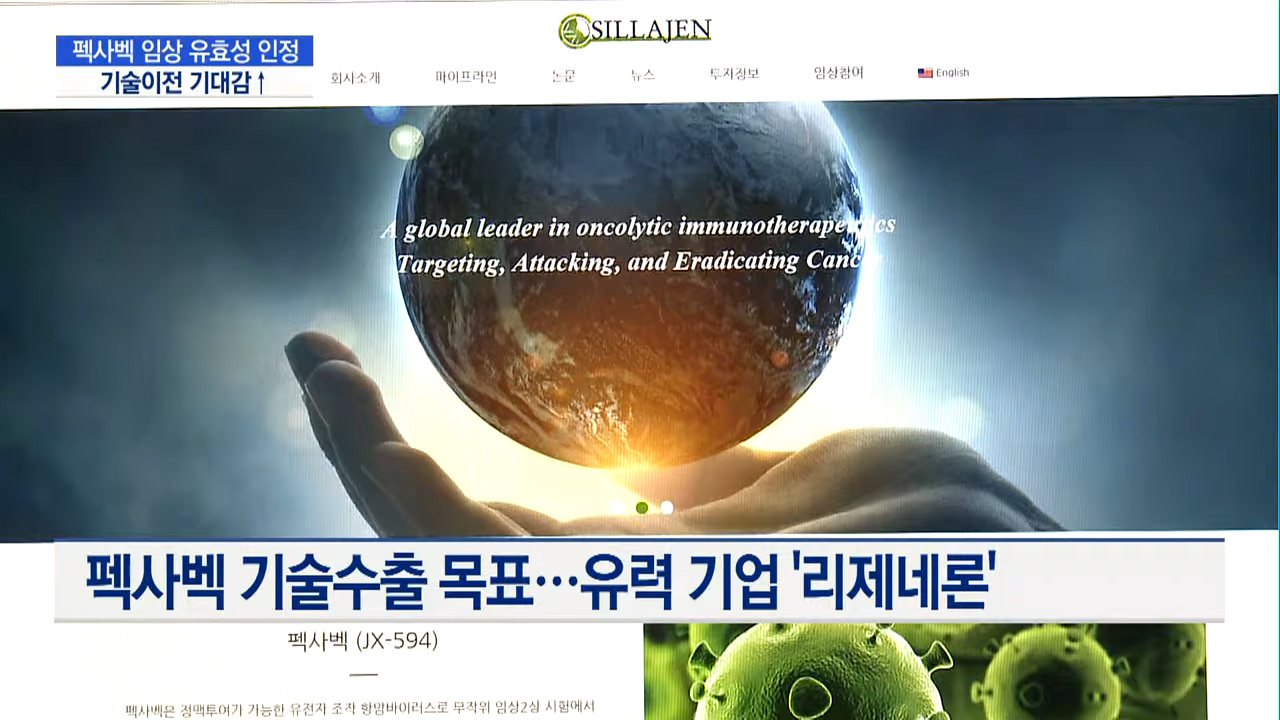 SILLAJEN
펙사벡 임상 유효성 인정
기술이전 기대감↑
회사소개 파이프라인 논문 뉴스 투자정보 임상참여 English
A global leader in oncolytic immunotherapeutics
Targeting, Attacking, and Eradicating Cancer
펙사벡 기술수출 목표…유력 기업 '리제네론'
펙사벡 (JX-594)
펙사벡은 정맥투여가 가능한 유전자 조작 항암바이러스로 무작위 임상2상 시험에서